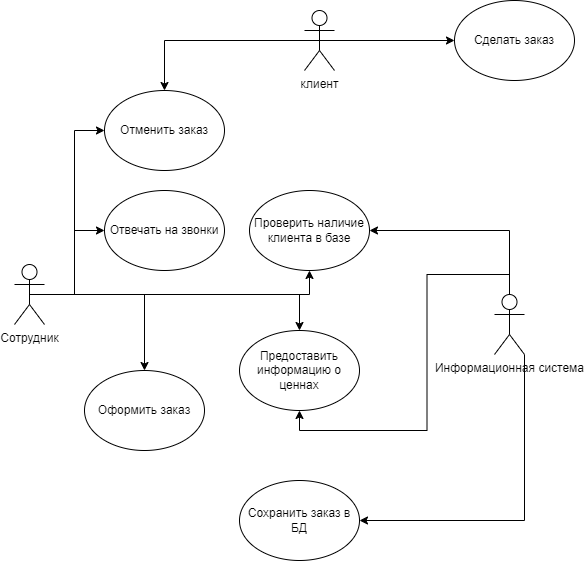 Сделать заказ
клиент
Отменить заказ
Отвечать на звонки
Проверить наличие
клиента в базе
Сотрудник
Предоставить
информацию о
ценнах
Информационная система
Оформить заказ
Сохранить заказ в
БД